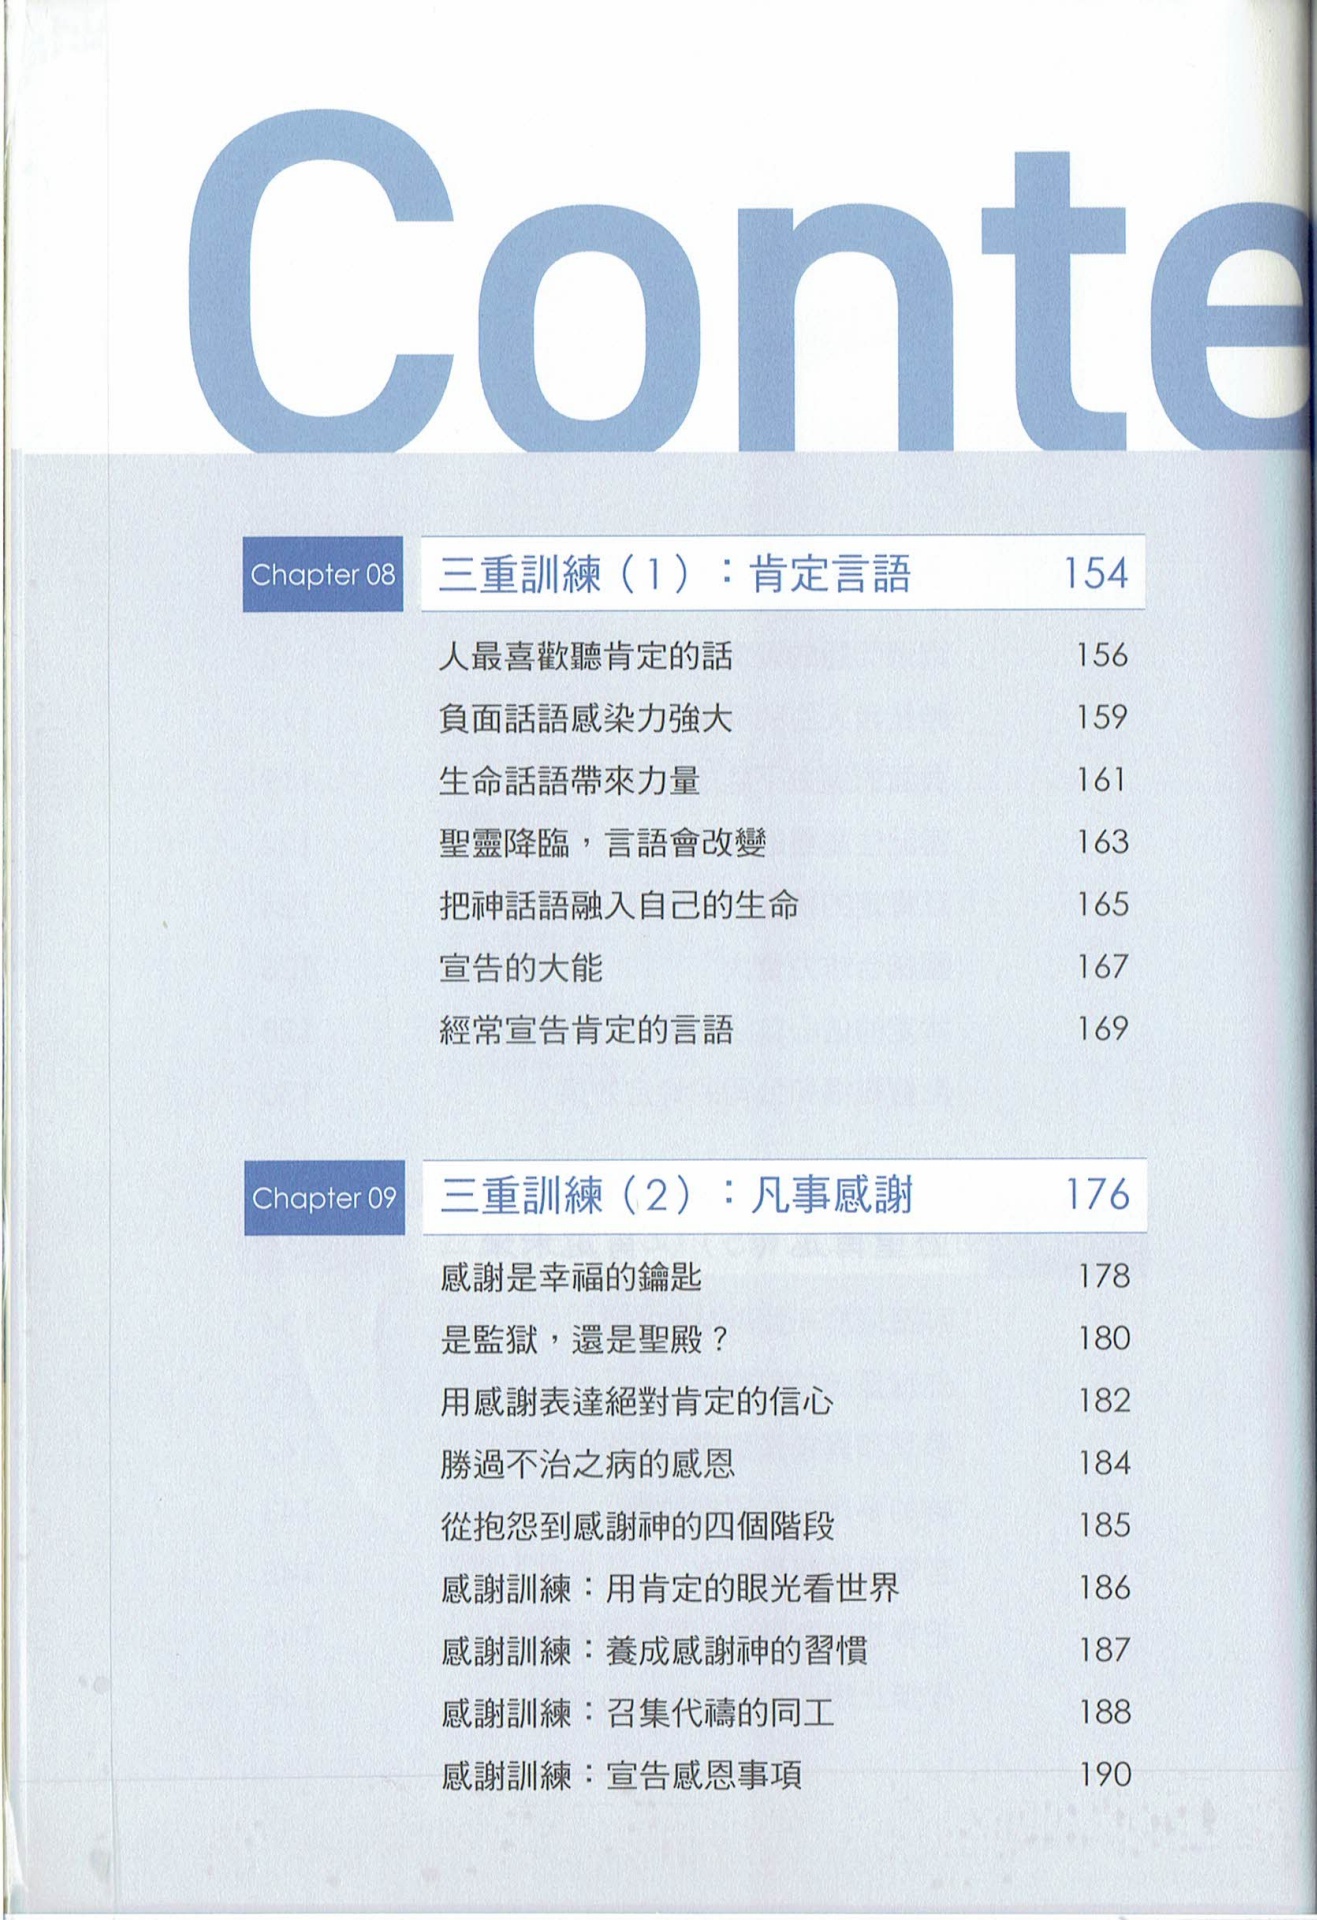 Conte
Chapter 08 三重訓練（1）：肯定言語 154
人最喜歡聽肯定的話 156
負面話語感染力強大 159
生命話語帶來力量 161
聖靈降臨，言語會改變 163
把神話語融入自己的生命 165
宣告的大能 167
經常宣告肯定的言語 169
Chapter 09 三重訓練（2）：凡事感謝 176
感謝是幸福的鑰匙 178
是監獄，還是聖殿？ 180
用感謝表達絕對肯定的信心 182
勝過不治之病的感恩 184
從抱怨到感謝神的四個階段 185
感謝訓練：用肯定的眼光看世界 186
感謝訓練：養成感謝神的習慣 187
感謝訓練：召集代禱的同工 188
感謝訓練：宣告感恩事項 190